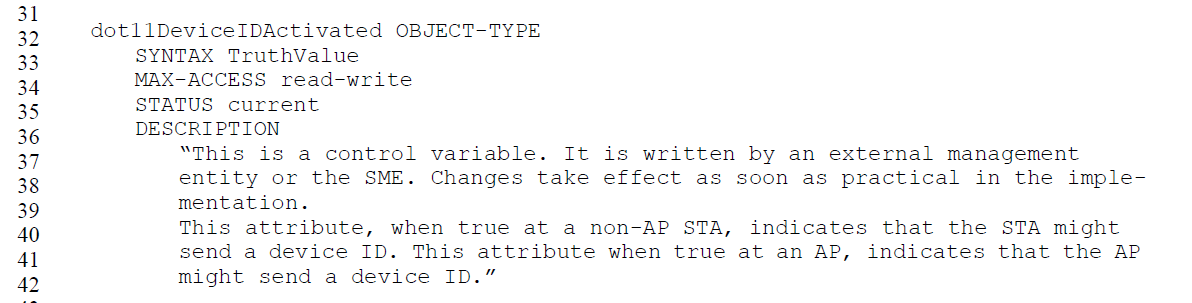 31
32 dot11DeviceIDActivated OBJECT-TYPE
33 SYNTAX TruthValue
34 MAX-ACCESS read-write
35 STATUS current
36 DESCRIPTION
37 “This is a control variable. It is written by an external management
38 entity or the SME. Changes take effect as soon as practical in the imple-
39 mentation.
40 This attribute, when true at a non-AP STA, indicates that the STA might
41 send a device ID. This attribute when true at an AP, indicates that the AP
42 might send a device ID.”